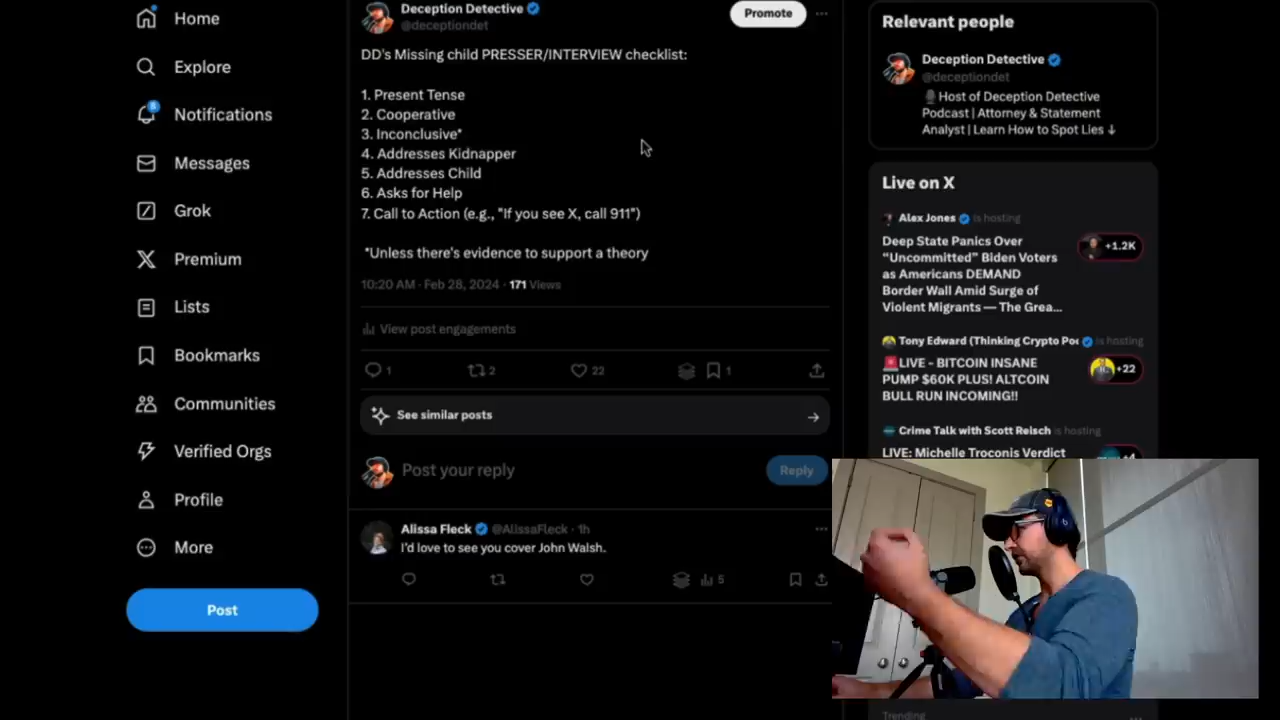 Home
Explore
Notifications
8
Messages
Grok
Premium
Lists
Bookmarks
Communities
Verified Orgs
Profile
More
Post
Deception Detective
@deceptiondet
Promote
DD's Missing child PRESSER/INTERVIEW checklist:
1. Present Tense
2. Cooperative
3. Inconclusive*
4. Addresses Kidnapper
5. Addresses Child
6. Asks for Help
7. Call to Action (e.g., "If you see X, call 911")
*Unless there's evidence to support a theory
10:20 AM · Feb 28, 2024 · 171 Views
View post engagements
1
2
22
1
See similar posts
Post your reply
Reply
Alissa Fleck @AlissaFleck · 1h
I'd love to see you cover John Walsh.
5
Relevant people
Deception Detective
@deceptiondet
Host of Deception Detective
Podcast | Attorney & Statement
Analyst | Learn How to Spot Lies ↓
Live on X
Alex Jones is hosting
Deep State Panics Over
“Uncommitted” Biden Voters
as Americans DEMAND
Border Wall Amid Surge of
Violent Migrants — The Grea...
+1.2K
Tony Edward (Thinking Crypto Poc is hosting
LIVE - BITCOIN INSANE
PUMP $60K PLUS! ALTCOIN
BULL RUN INCOMING!!
+22
Crime Talk with Scott Reisch is hosting
LIVE: Michelle Troconis Verdict
+4
Trending